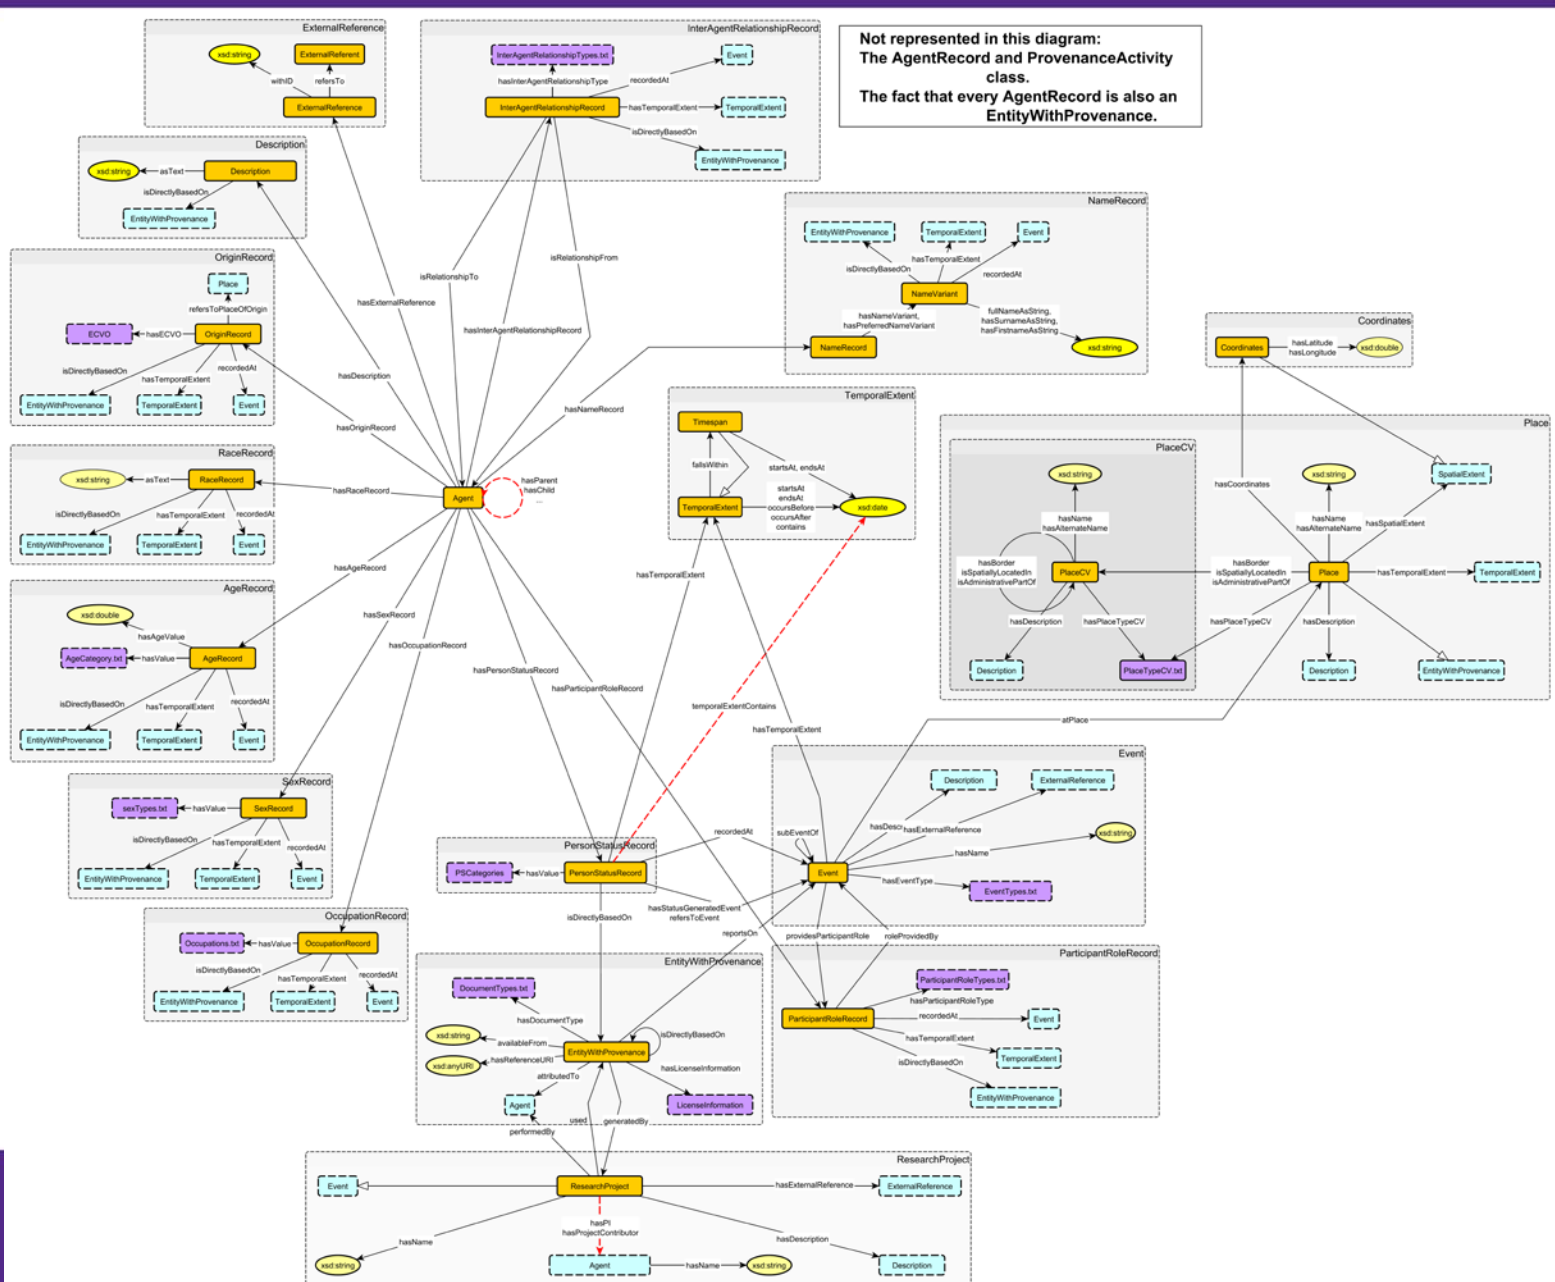 Not represented in this diagram:
The AgentRecord and ProvenanceActivity
class.
The fact that every AgentRecord is also an
EntityWithProvenance.
ExternalReference
xsd:string
ExternalReferent
withID
refersTo
ExternalReference
InterAgentRelationshipRecord
InterAgentRelationshipTypes.txt
Event
hasInterAgentRelationshipType
recordedAt
InterAgentRelationshipRecord
hasTemporalExtent
TemporalExtent
isDirectlyBasedOn
EntityWithProvenance
Description
xsd:string
asText
Description
isDirectlyBasedOn
EntityWithProvenance
OriginRecord
Place
refersToPlaceOfOrigin
ECVO
hasECVO
OriginRecord
isDirectlyBasedOn
recordedAt
hasTemporalExtent
EntityWithProvenance
TemporalExtent
Event
isRelationshipTo
isRelationshipFrom
hasExternalReference
hasInterAgentRelationshipRecord
hasDescription
hasNameRecord
hasOriginRecord
NameRecord
EntityWithProvenance
TemporalExtent
Event
isDirectlyBasedOn
hasTemporalExtent
recordedAt
NameVariant
hasNameVariant,
hasPreferredNameVariant
fullNameAsString,
hasSurnameAsString,
hasFirstnameAsString
NameRecord
xsd:string
Coordinates
Coordinates
hasLatitude
hasLongitude
xsd:double
TemporalExtent
Timespan
fallsWithin
startsAt, endsAt
startsAt
endsAt
occursBefore
occursAfter
contains
TemporalExtent
xsd:date
Place
PlaceCV
xsd:string
hasName
hasAlternateName
hasBorder
isSpatiallyLocatedIn
isAdministrativePartOf
PlaceCV
hasDescription
hasPlaceTypeCV
Description
PlaceTypeCV.txt
hasCoordinates
xsd:string
SpatialExtent
hasName
hasAlternateName
hasSpatialExtent
hasBorder
isSpatiallyLocatedIn
isAdministrativePartOf
Place
hasTemporalExtent
TemporalExtent
hasPlaceTypeCV
hasDescription
Description
EntityWithProvenance
RaceRecord
xsd:string
asText
RaceRecord
isDirectlyBasedOn
hasTemporalExtent
recordedAt
EntityWithProvenance
TemporalExtent
Event
hasRaceRecord
Agent
hasParent
hasChild
...
hasAgeRecord
AgeRecord
xsd:double
hasAgeValue
AgeCategory.txt
hasValue
AgeRecord
isDirectlyBasedOn
hasTemporalExtent
recordedAt
EntityWithProvenance
TemporalExtent
Event
hasSexRecord
hasOccupationRecord
hasPersonStatusRecord
hasParticipantRoleRecord
hasTemporalExtent
temporalExtentContains
hasTemporalExtent
atPlace
SexRecord
sexTypes.txt
hasValue
SexRecord
isDirectlyBasedOn
hasTemporalExtent
recordedAt
EntityWithProvenance
TemporalExtent
Event
OccupationRecord
Occupations.txt
hasValue
OccupationRecord
isDirectlyBasedOn
hasTemporalExtent
recordedAt
EntityWithProvenance
TemporalExtent
Event
PersonStatusRecord
PSCategories
hasValue
PersonStatusRecord
recordedAt
isDirectlyBasedOn
hasStatusGeneratedEvent
refersToEvent
reportsOn
Event
Description
ExternalReference
subEventOf
hasExternalReference
xsd:string
hasName
Event
hasEventType
EventTypes.txt
providesParticipantRole
roleProvidedBy
ParticipantRoleRecord
ParticipantRoleTypes.txt
hasParticipantRoleType
ParticipantRoleRecord
recordedAt
Event
hasTemporalExtent
TemporalExtent
isDirectlyBasedOn
EntityWithProvenance
EntityWithProvenance
DocumentTypes.txt
hasDocumentType
xsd:string
availableFrom
isDirectlyBasedOn
EntityWithProvenance
xsd:anyURI
hasReferenceURI
hasLicenseInformation
attributedTo
Agent
LicenseInformation
used
generatedBy
performedBy
ResearchProject
Event
ResearchProject
hasExternalReference
ExternalReference
hasPI
hasProjectContributor
hasName
hasDescription
xsd:string
Agent
hasName
xsd:string
Description